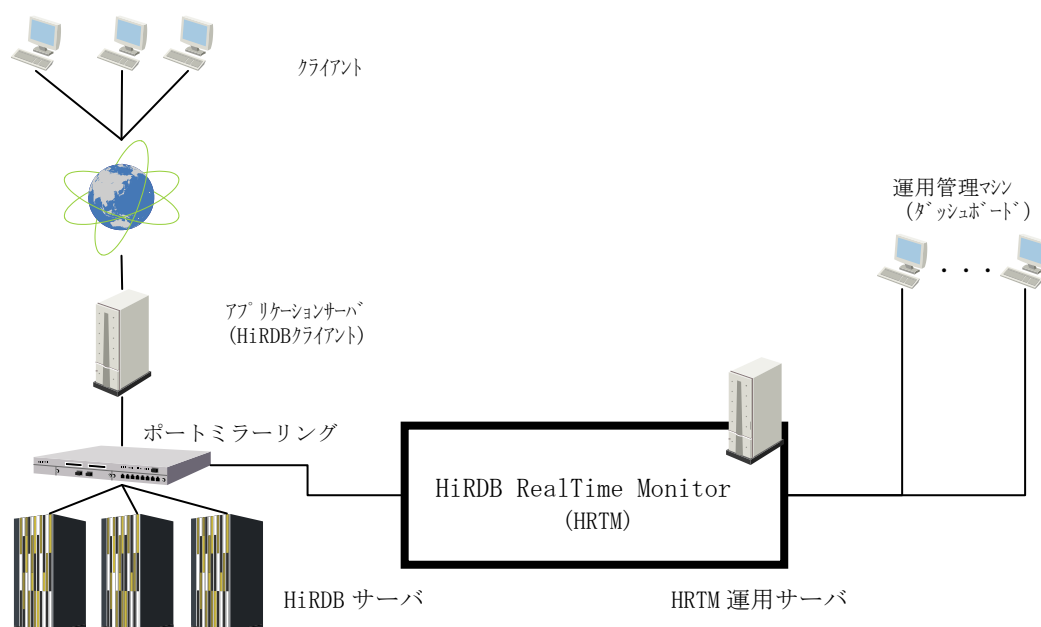 クライアント
運用管理マシン
(ダッシュボード)
・・・
アプリケーションサーバ
(HiRDBクライアント)
ポートミラーリング
HiRDB RealTime Monitor
(HRTM)
HiRDB サーバ
HRTM 運用サーバ